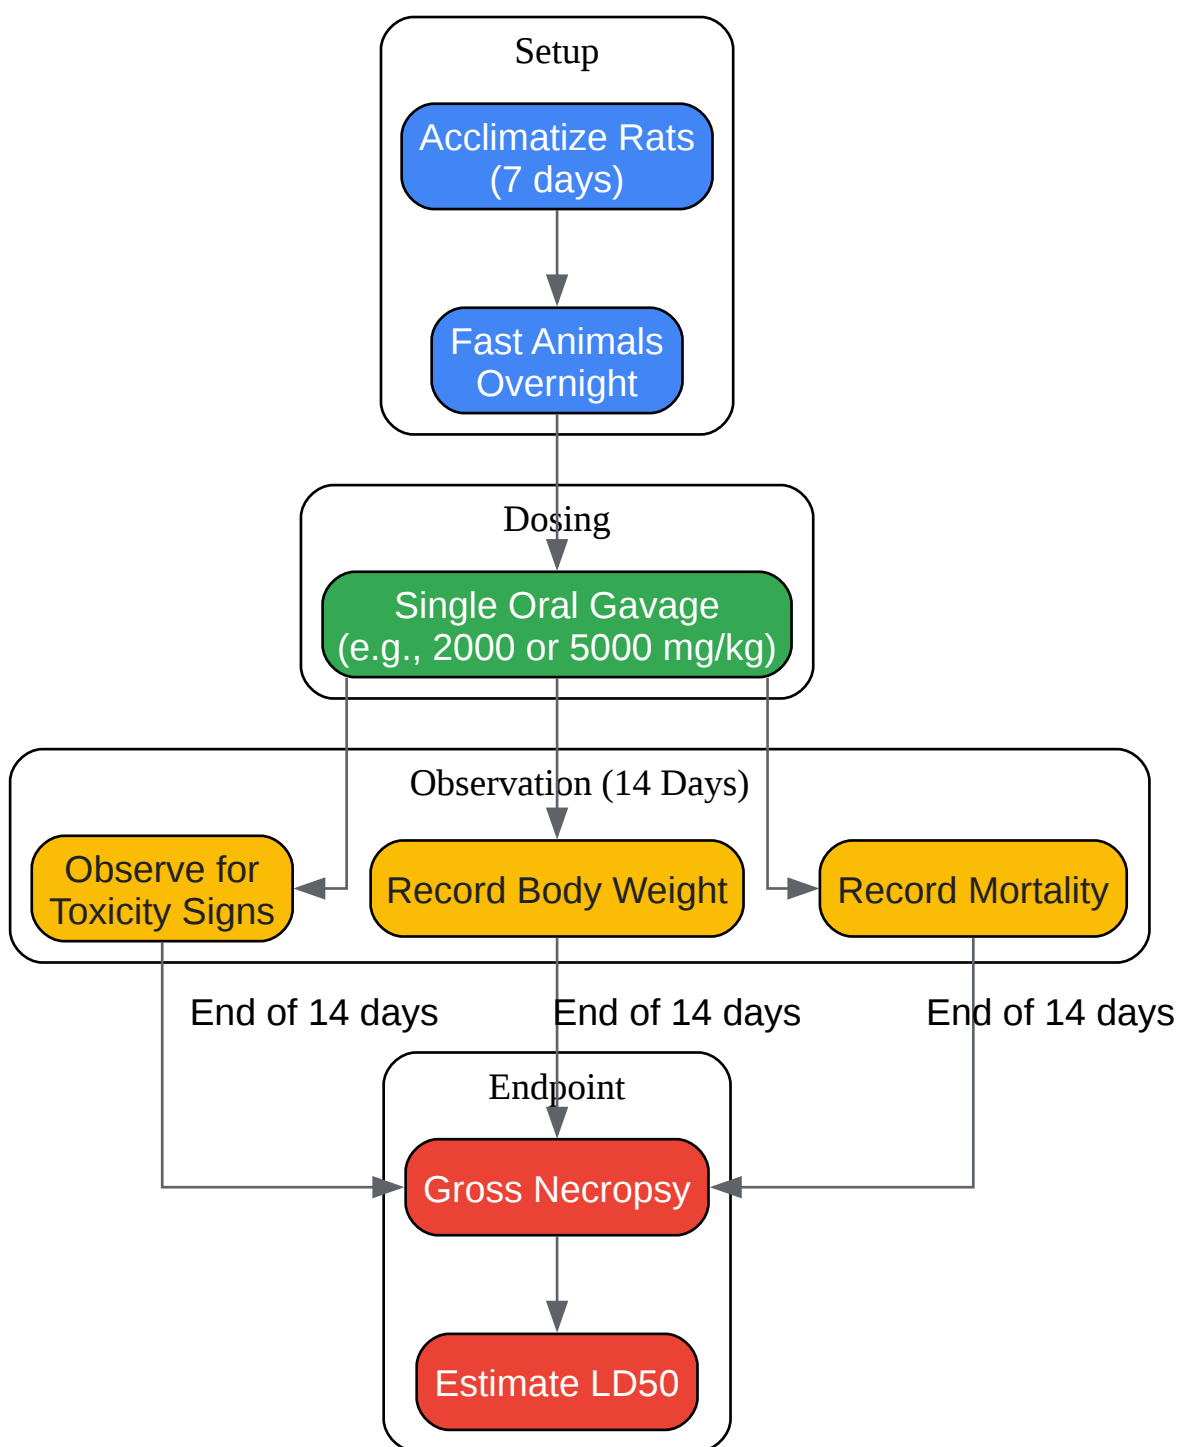 Setup
Acclimatize Rats
(7 days)
Fast Animals
Overnight
Dosing
Single Oral Gavage
(e.g., 2000 or 5000 mg/kg)
Observation (14 Days)
Observe for
Toxicity Signs
Record Body Weight
Record Mortality
End of 14 days
End of 14 days
End of 14 days
Endpoint
Gross Necropsy
Estimate LD50